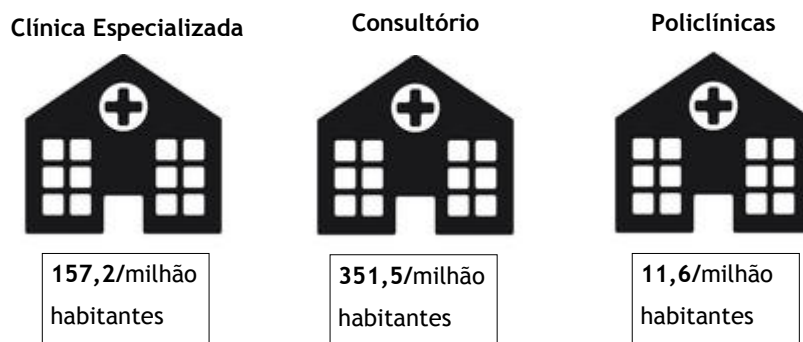 Clínica Especializada
Consultório
Policlínicas
157,2/milhão
habitantes
351,5/milhão
habitantes
11,6/milhão
habitantes